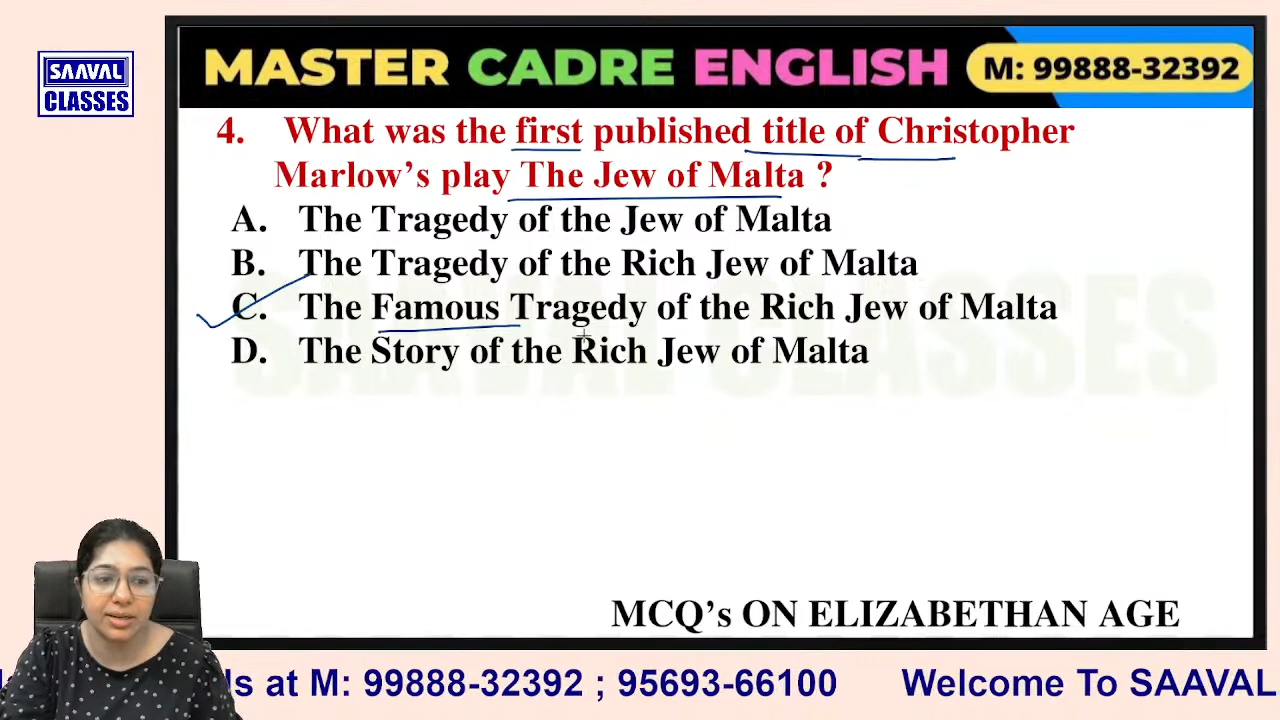 MASTER CADRE ENGLISH M: 99888-32392
SAAVAL
CLASSES
4. What was the first published title of Christopher
Marlow's play The Jew of Malta ?
A. The Tragedy of the Jew of Malta
B. The Tragedy of the Rich Jew of Malta
C. The Famous Tragedy of the Rich Jew of Malta
D. The Story of the Rich Jew of Malta
SAAVAL CLASSES
MCQ's ON ELIZABETHAN AGE
Us at M: 99888-32392 ; 95693-66100 Welcome To SAAVAL